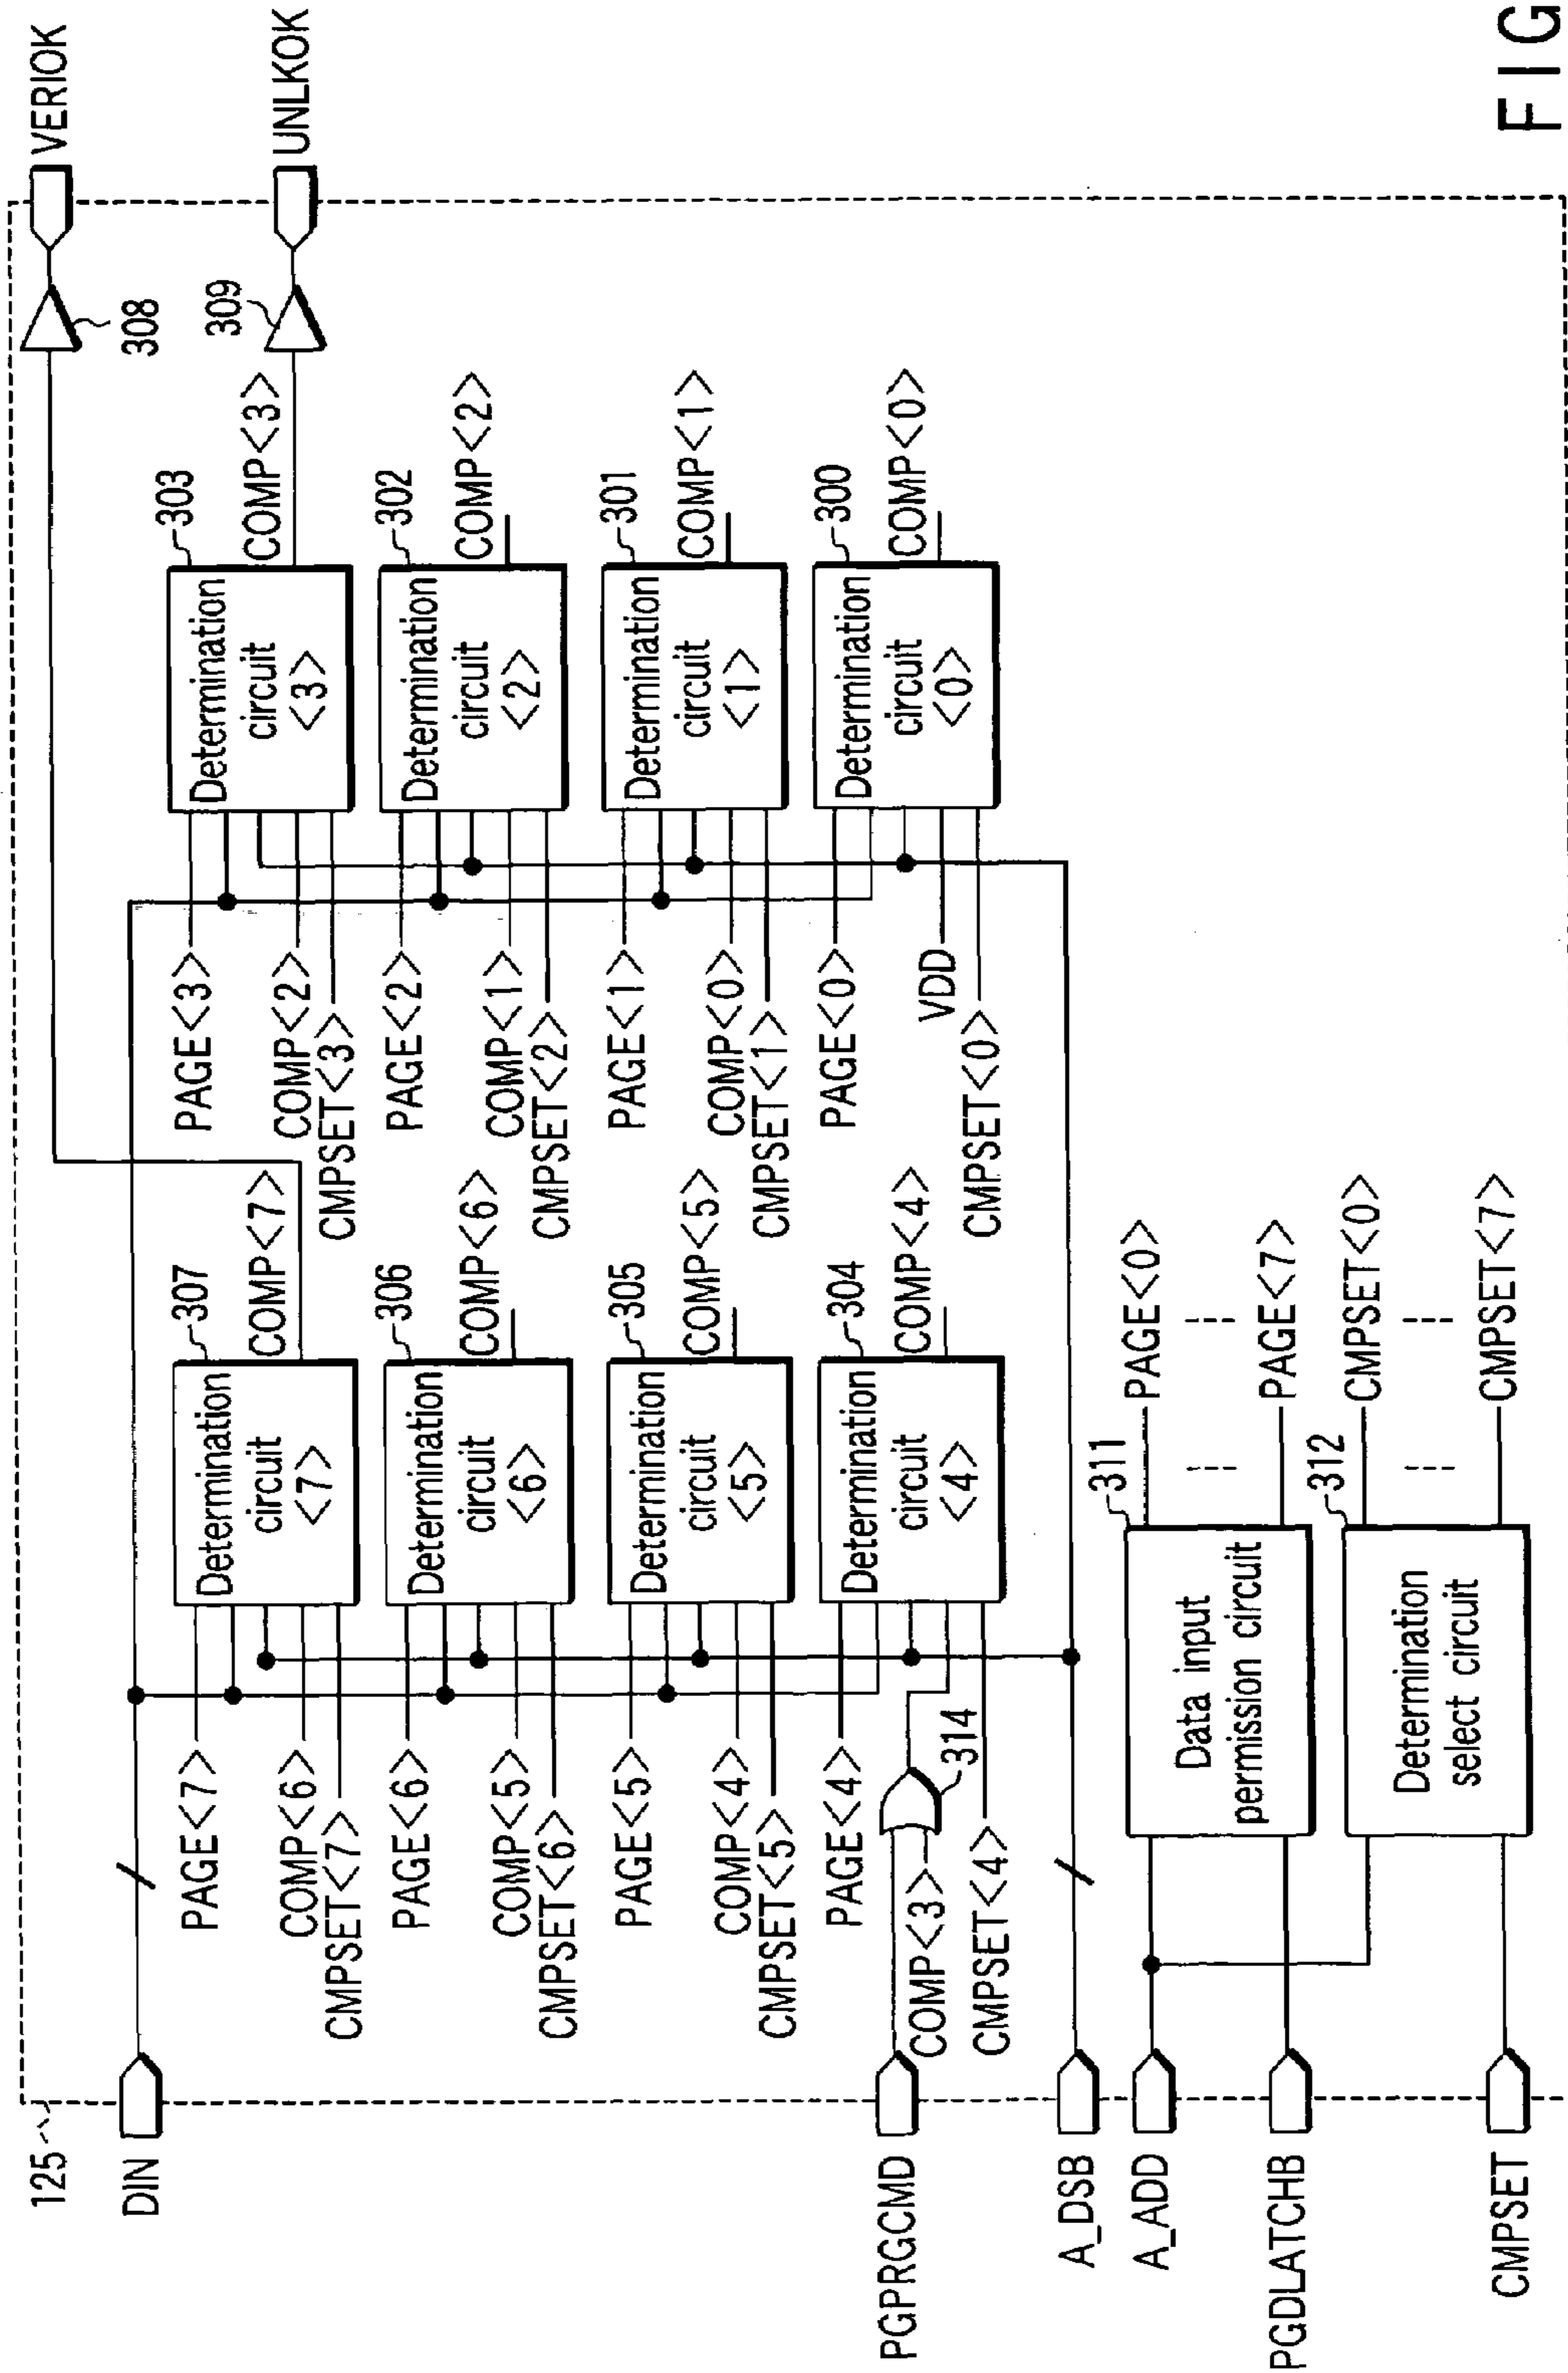 125
DIN
PGPRGCMD
A_DSB
A_ADD
PGDLATCHB
CMPSET
PAGE<7>
COMP<6>
CMPSET<7>
PAGE<6>
COMP<5>
CMPSET<6>
PAGE<5>
COMP<4>
CMPSET<5>
PAGE<4>
COMP<3>
CMPSET<4>
314
Determination
circuit
<7>
307
COMP<7>
Determination
circuit
<6>
306
COMP<6>
Determination
circuit
<5>
305
COMP<5>
Determination
circuit
<4>
304
COMP<4>
Data input
permission circuit
311
PAGE<0>
PAGE<7>
Determination
select circuit
312
CMPSET<0>
CMPSET<7>
PAGE<3>
COMP<2>
CMPSET<3>
PAGE<2>
COMP<1>
CMPSET<2>
PAGE<1>
COMP<0>
CMPSET<1>
PAGE<0>
VDD
CMPSET<0>
Determination
circuit
<3>
303
COMP<3>
Determination
circuit
<2>
302
COMP<2>
Determination
circuit
<1>
301
COMP<1>
Determination
circuit
<0>
300
COMP<0>
308
309
VERIOK
UNLKOK
FIG